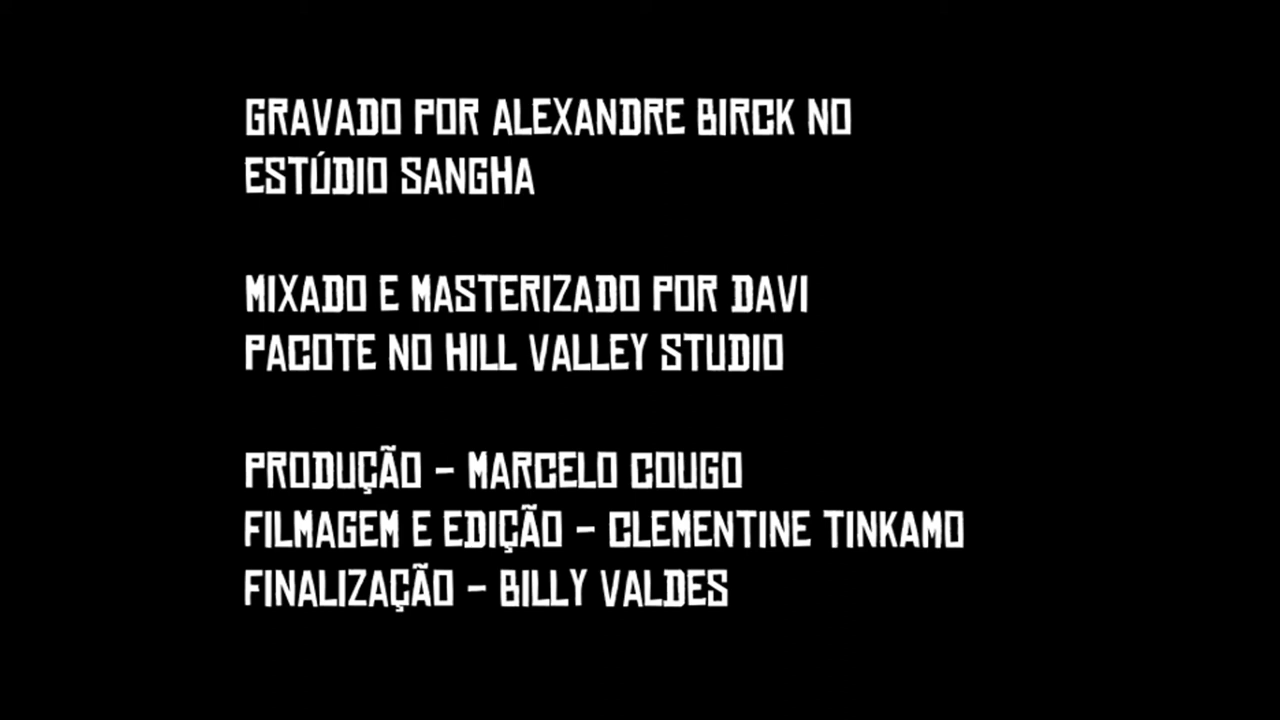 GRAVADO POR ALEXANDRE BIRCK NO
ESTÚDIO SANGHA
MIXADO E MASTERIZADO POR DAVI
PACOTE NO HILL VALLEY STUDIO
PRODUÇÃO - MARCELO COUGO
FILMAGEM E EDIÇÃO - CLEMENTINE TINKAMO
FINALIZAÇÃO - BILLY VALDES